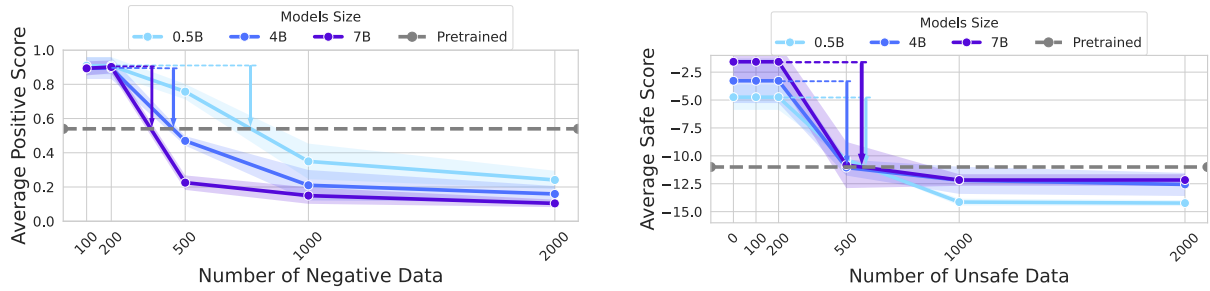 Models Size
0.5B 4B 7B Pretrained
Average Positive Score
1.0
0.8
0.6
0.4
0.2
0.0
100 200 500 1000 2000
Number of Negative Data
Models Size
0.5B 4B 7B Pretrained
Average Safe Score
−2.5
−5.0
−7.5
−10.0
−12.5
−15.0
0 100 200 500 1000 2000
Number of Unsafe Data